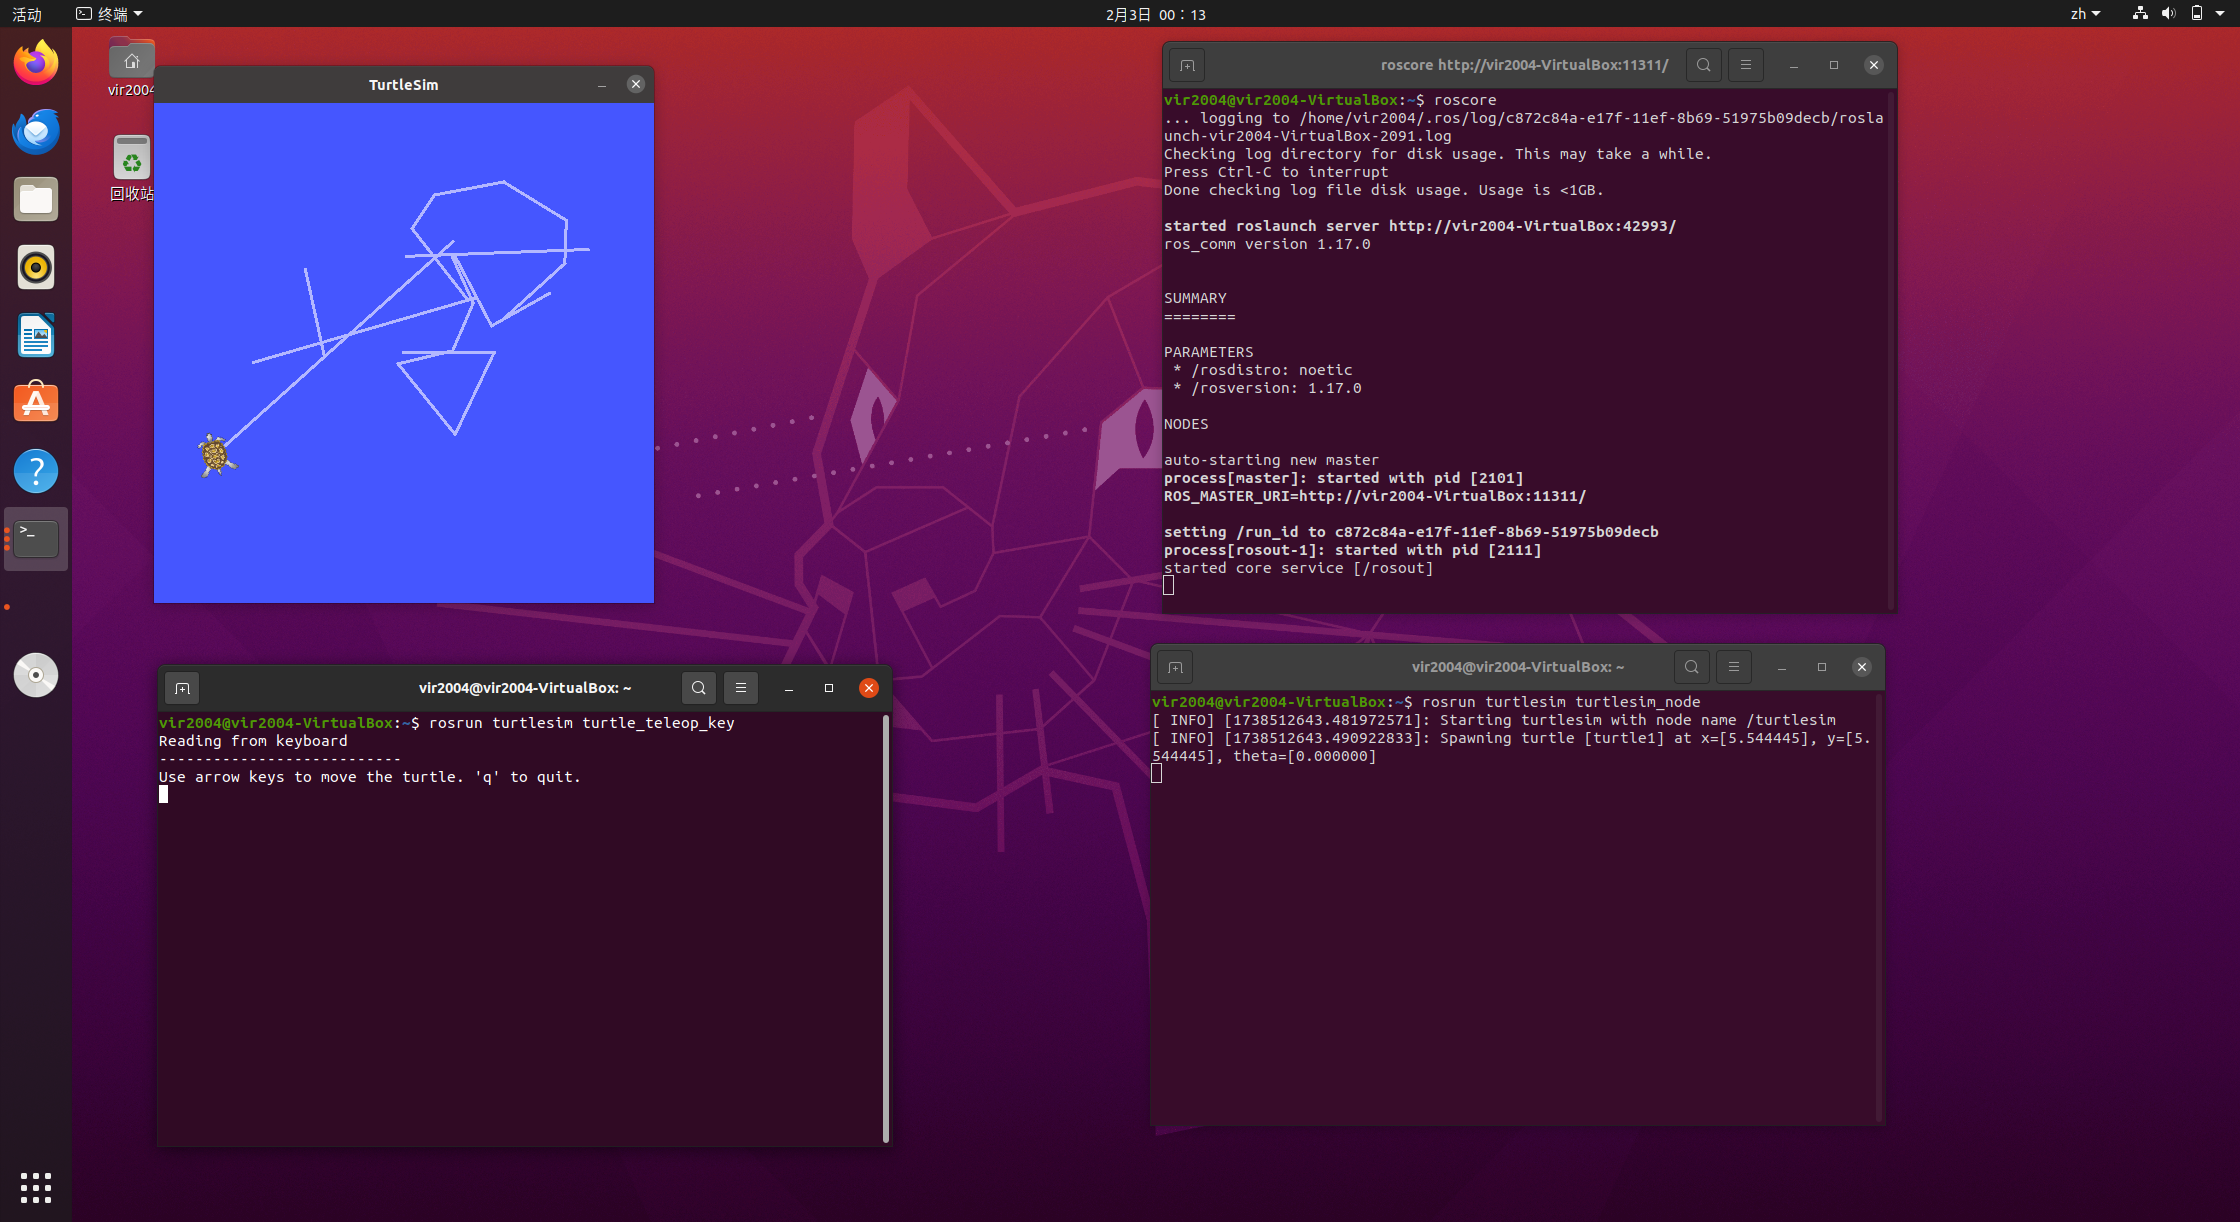 活动
终端
2月3日 00：13
zh
vir2004
回收站
TurtleSim
roscore http://vir2004-VirtualBox:11311/
vir2004@vir2004-VirtualBox:~$ roscore
... logging to /home/vir2004/.ros/log/c872c84a-e17f-11ef-8b69-51975b09decb/rosla
unch-vir2004-VirtualBox-2091.log
Checking log directory for disk usage. This may take a while.
Press Ctrl-C to interrupt
Done checking log file disk usage. Usage is <1GB.
started roslaunch server http://vir2004-VirtualBox:42993/
ros_comm version 1.17.0
SUMMARY
========
PARAMETERS
 * /rosdistro: noetic
 * /rosversion: 1.17.0
NODES
auto-starting new master
process[master]: started with pid [2101]
ROS_MASTER_URI=http://vir2004-VirtualBox:11311/
setting /run_id to c872c84a-e17f-11ef-8b69-51975b09decb
process[rosout-1]: started with pid [2111]
started core service [/rosout]
vir2004@vir2004-VirtualBox: ~
vir2004@vir2004-VirtualBox:~$ rosrun turtlesim turtle_teleop_key
Reading from keyboard
---------------------------
Use arrow keys to move the turtle. 'q' to quit.
vir2004@vir2004-VirtualBox: ~
vir2004@vir2004-VirtualBox:~$ rosrun turtlesim turtlesim_node
[ INFO] [1738512643.481972571]: Starting turtlesim with node name /turtlesim
[ INFO] [1738512643.490922833]: Spawning turtle [turtle1] at x=[5.544445], y=[5.
544445], theta=[0.000000]